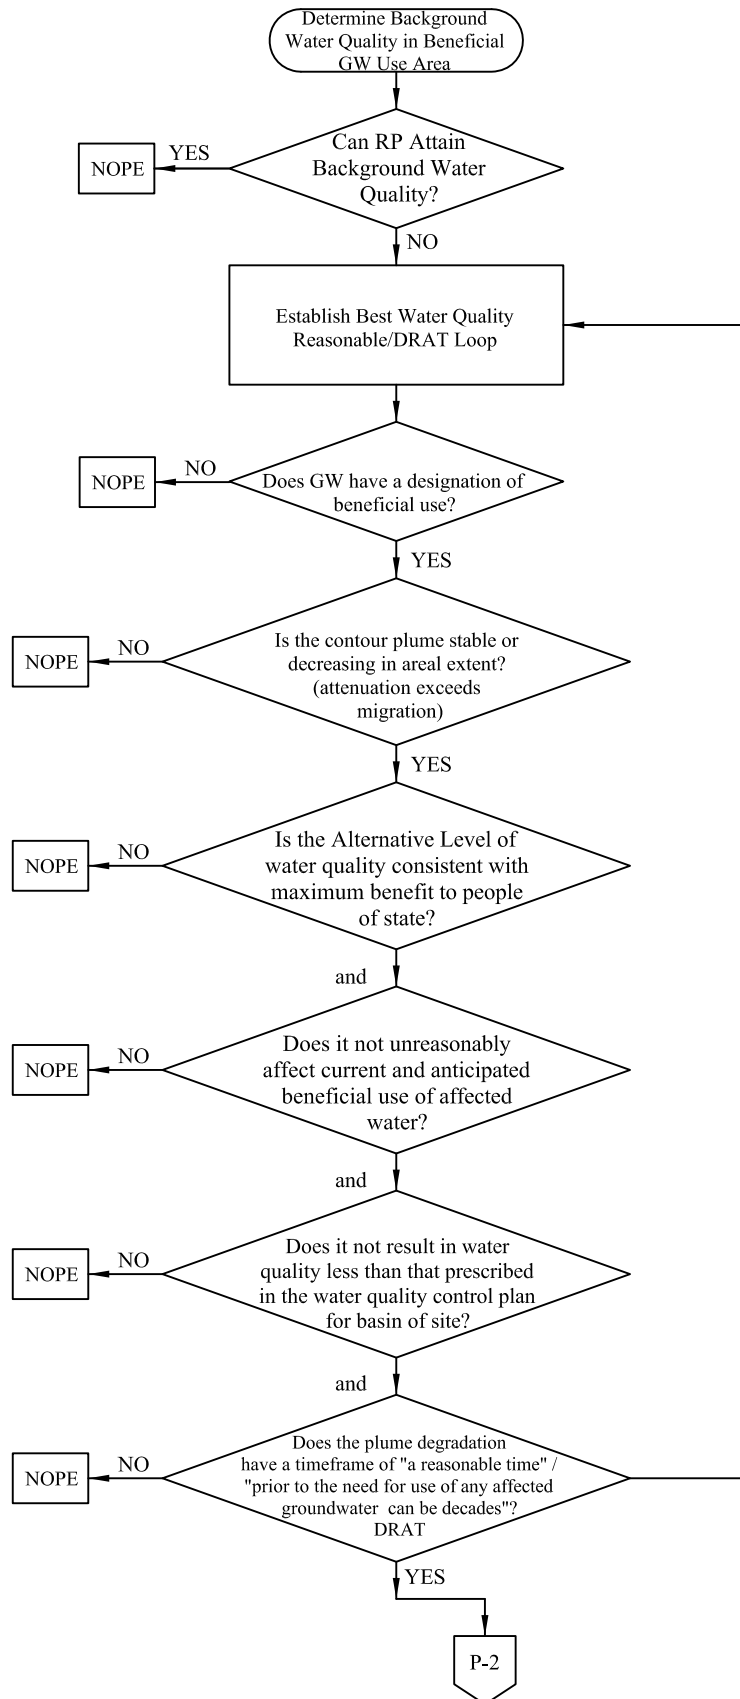 Determine Background
Water Quality in Beneficial
GW Use Area
Can RP Attain
Background Water
Quality?
YES
NOPE
NO
Establish Best Water Quality
Reasonable/DRAT Loop
Does GW have a designation of
beneficial use?
NO
NOPE
YES
Is the contour plume stable or
decreasing in areal extent?
(attenuation exceeds
migration)
NO
NOPE
YES
Is the Alternative Level of
water quality consistent with
maximum benefit to people
of state?
NO
NOPE
and
Does it not unreasonably
affect current and anticipated
beneficial use of affected
water?
NO
NOPE
and
Does it not result in water
quality less than that prescribed
in the water quality control plan
for basin of site?
NO
NOPE
and
Does the plume degradation
have a timeframe of "a reasonable time" /
"prior to the need for use of any affected
groundwater can be decades"?
DRAT
NO
NOPE
YES
P-2